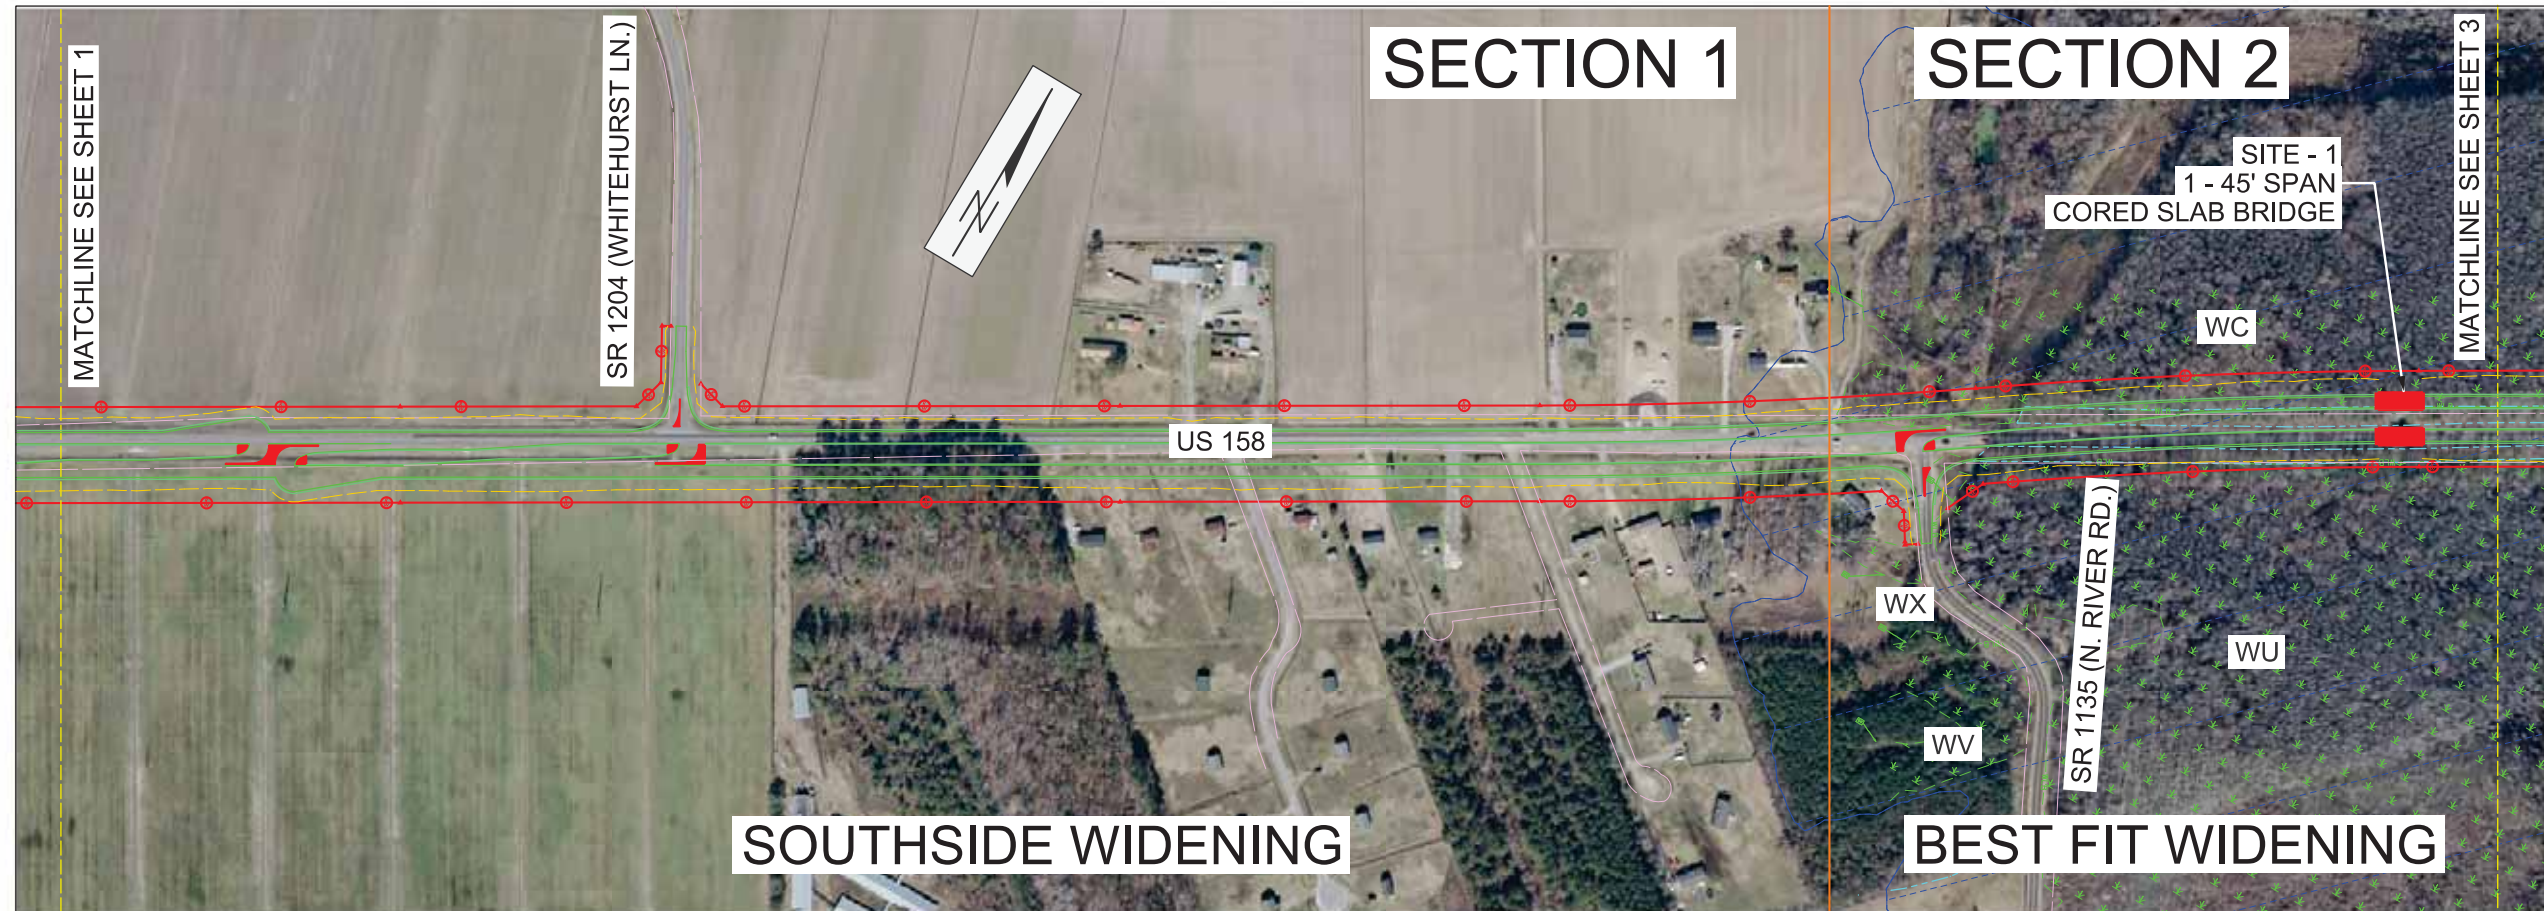 MATCHLINE SEE SHEET 1
SR 1204 (WHITEHURST LN.)
N
SECTION 1
SECTION 2
SITE - 1
1 - 45' SPAN
CORED SLAB BRIDGE
MATCHLINE SEE SHEET 3
WC
US 158
WX
WU
WV
SR 1135 (N. RIVER RD.)
SOUTHSIDE WIDENING
BEST FIT WIDENING